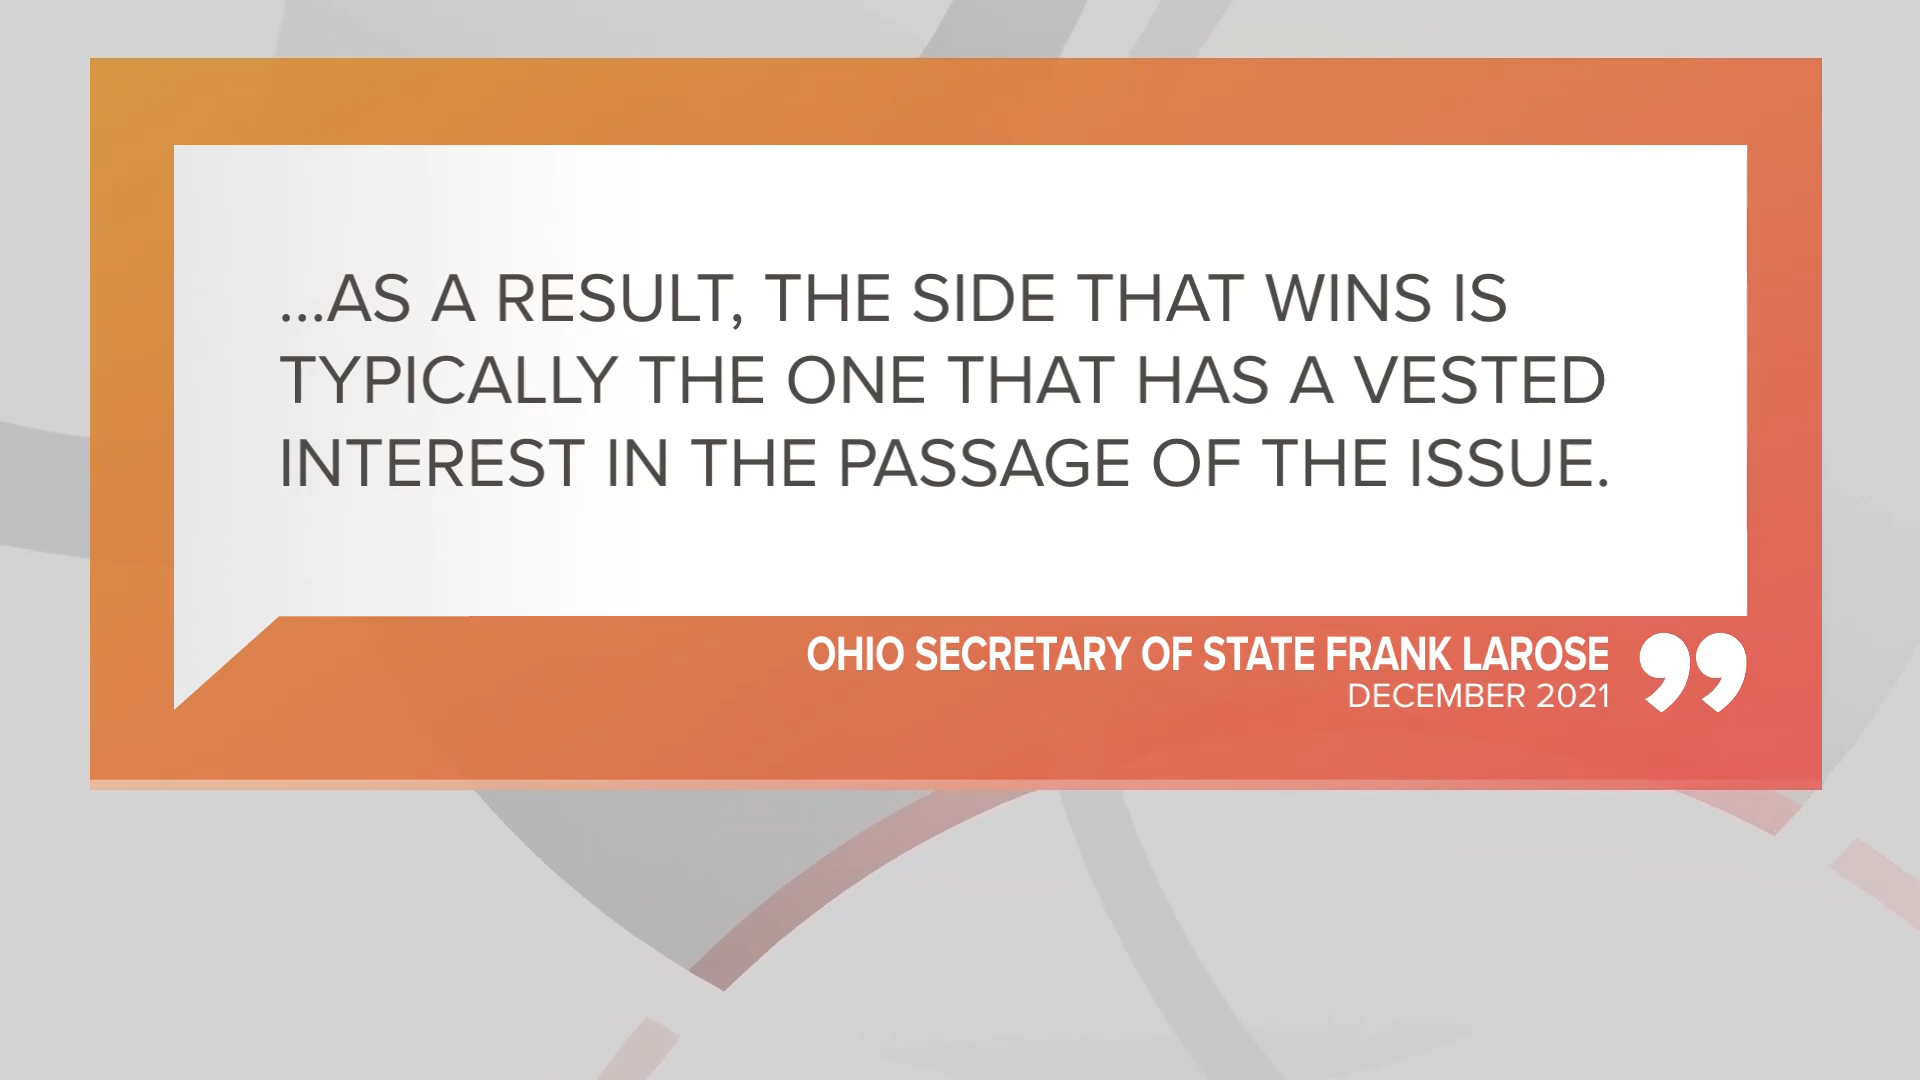 ...AS A RESULT, THE SIDE THAT WINS IS
TYPICALLY THE ONE THAT HAS A VESTED
INTEREST IN THE PASSAGE OF THE ISSUE.
OHIO SECRETARY OF STATE FRANK LAROSE
DECEMBER 2021
”